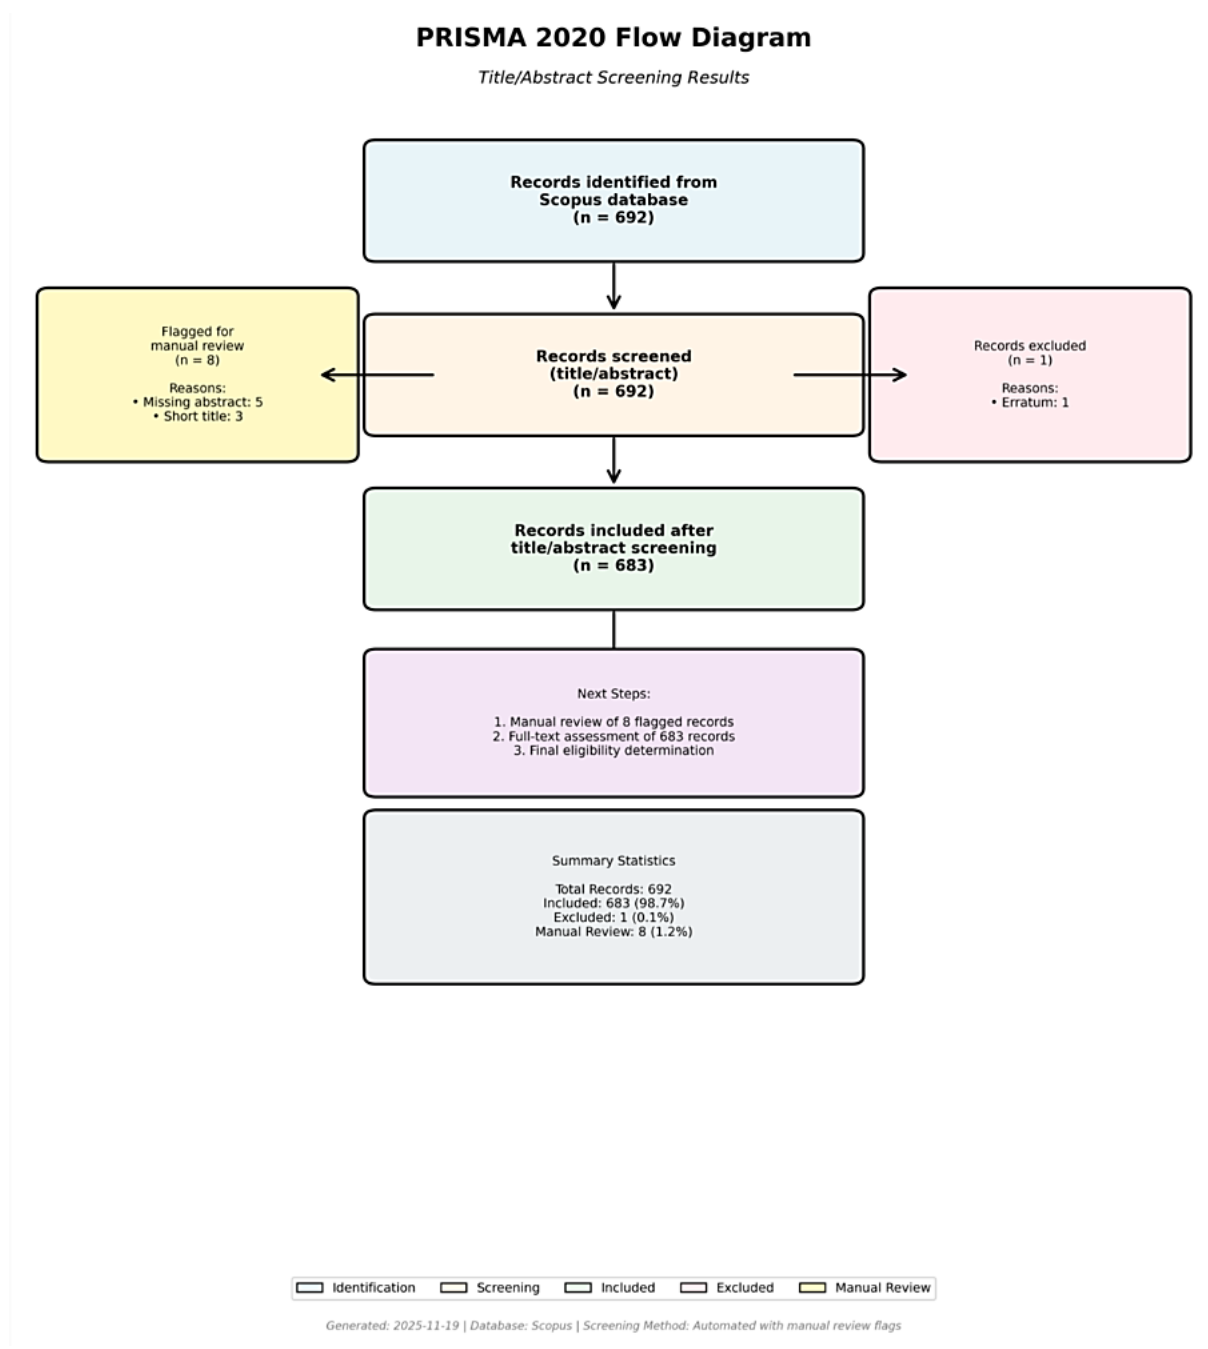 PRISMA 2020 Flow Diagram
Title/Abstract Screening Results
Records identified from
Scopus database
(n = 692)
Flagged for
manual review
(n = 8)
Reasons:
• Missing abstract: 5
• Short title: 3
Records screened
(title/abstract)
(n = 692)
Records excluded
(n = 1)
Reasons:
• Erratum: 1
Records included after
title/abstract screening
(n = 683)
Next Steps:
1. Manual review of 8 flagged records
2. Full-text assessment of 683 records
3. Final eligibility determination
Summary Statistics
Total Records: 692
Included: 683 (98.7%)
Excluded: 1 (0.1%)
Manual Review: 8 (1.2%)
Identification
Screening
Included
Excluded
Manual Review
Generated: 2025-11-19 | Database: Scopus | Screening Method: Automated with manual review flags